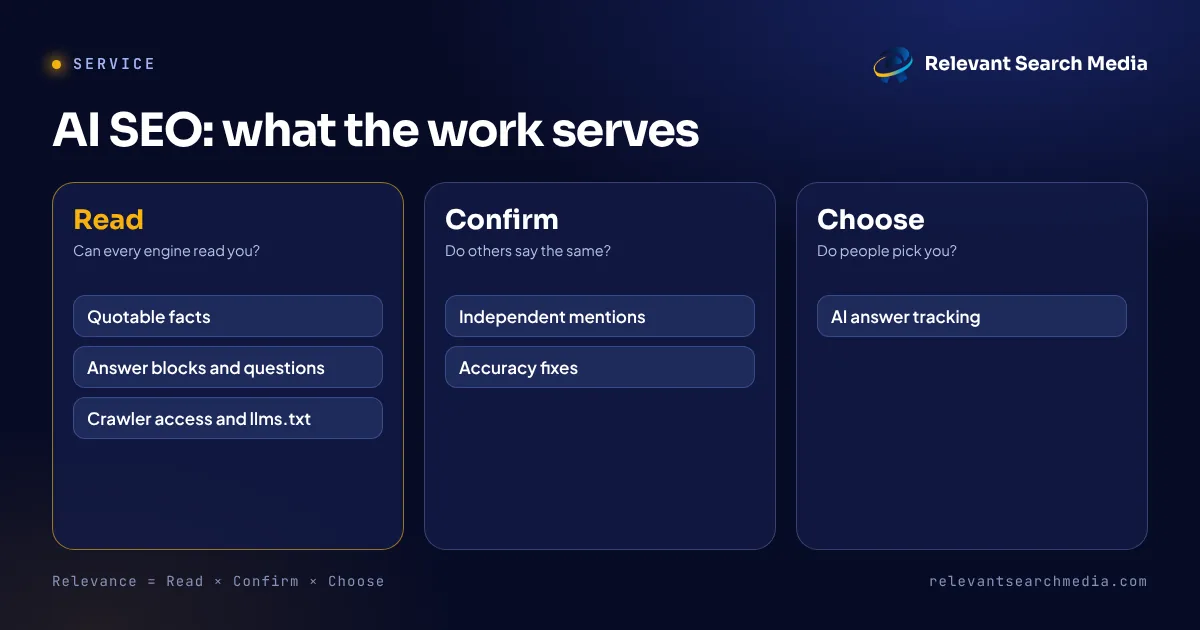 SERVICE
Relevant Search Media
AI SEO: what the work serves
Read
Can every engine read you?
Quotable facts
Answer blocks and questions
Crawler access and llms.txt
Confirm
Do others say the same?
Independent mentions
Accuracy fixes
Choose
Do people pick you?
AI answer tracking
Relevance = Read × Confirm × Choose
relevantsearchmedia.com